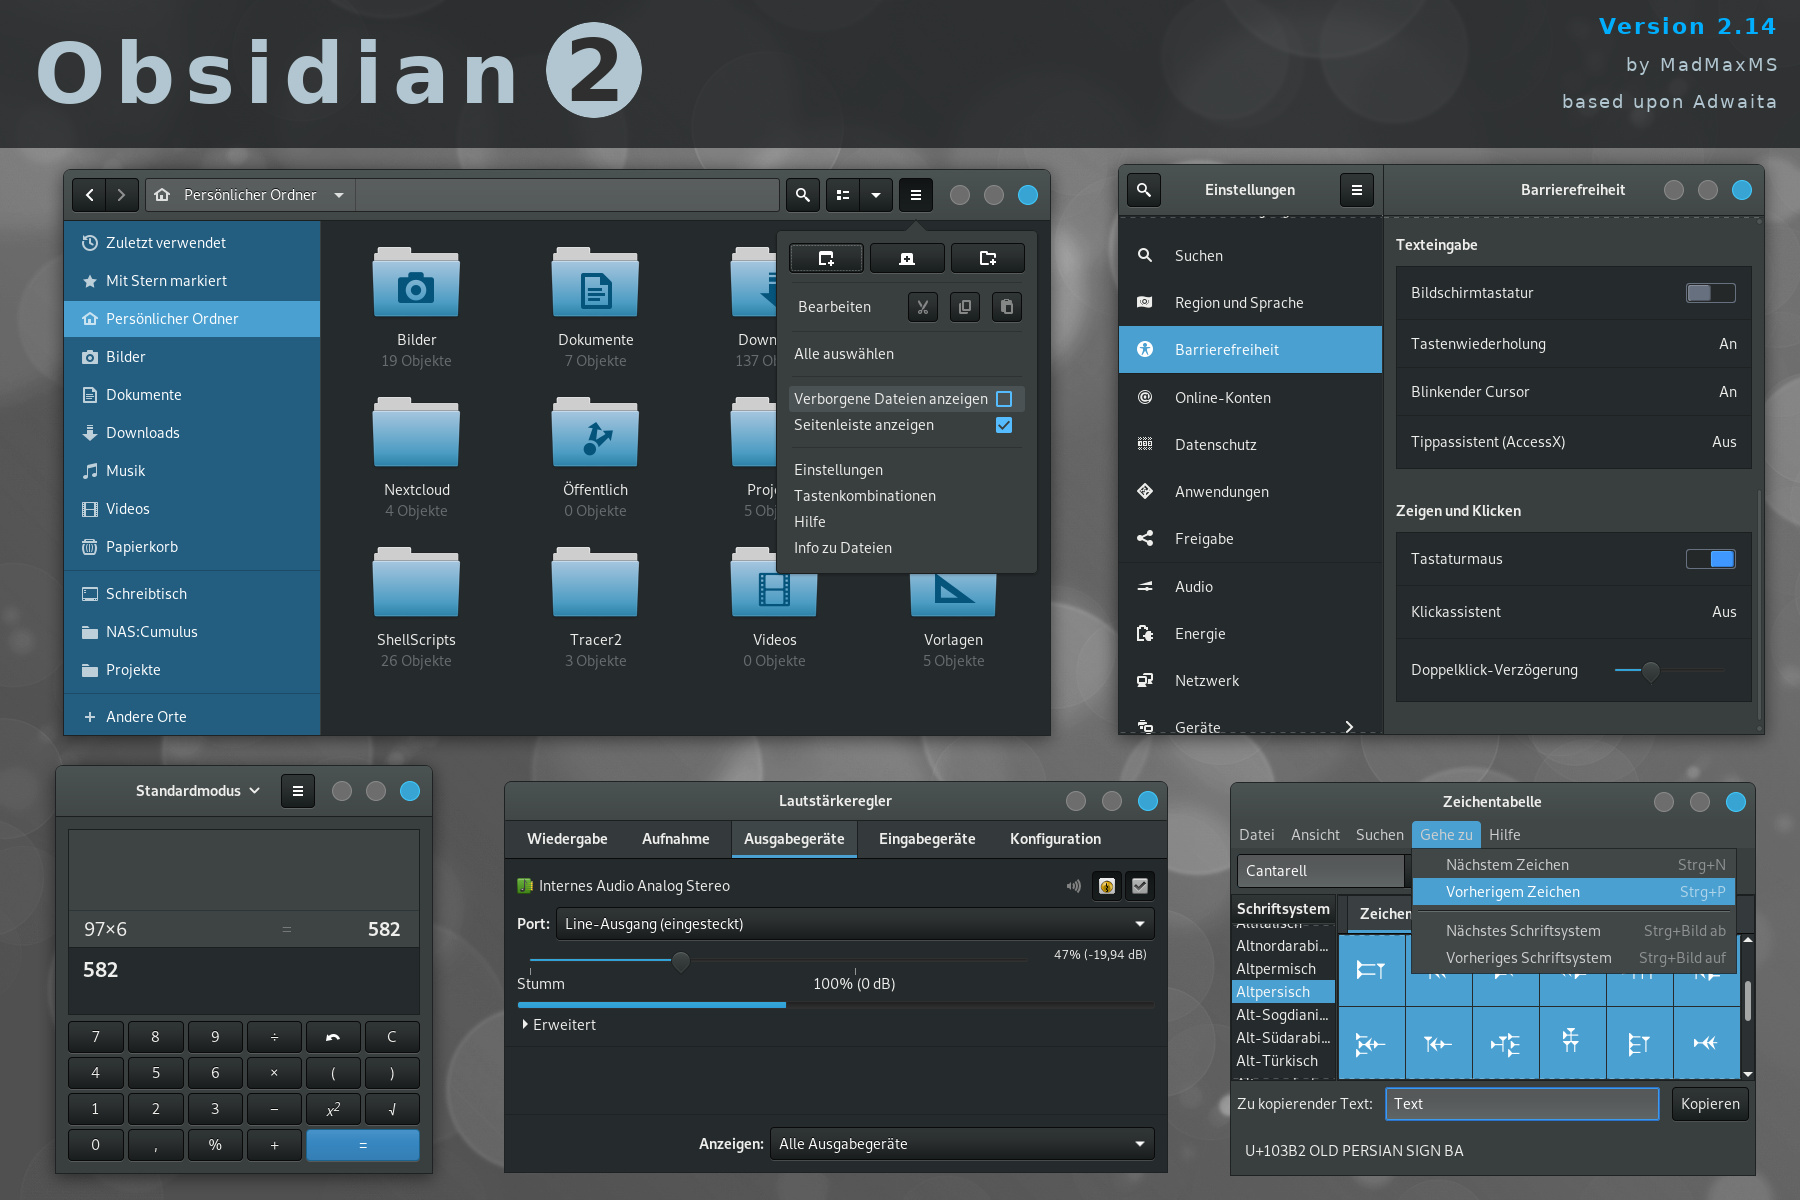 Obsidian 2
Version 2.14
by MadMaxMS
based upon Adwaita
Persönlicher Ordner
Zuletzt verwendet
Mit Stern markiert
Persönlicher Ordner
Bilder
Dokumente
Downloads
Musik
Videos
Papierkorb
Schreibtisch
NAS:Cumulus
Projekte
Andere Orte
Bilder
19 Objekte
Dokumente
7 Objekte
Down
137 O
Nextcloud
4 Objekte
Öffentlich
0 Objekte
Proj
5 Ob
ShellScripts
26 Objekte
Tracer2
3 Objekte
Videos
0 Objekte
Vorlagen
5 Objekte
Bearbeiten
Alle auswählen
Verborgene Dateien anzeigen
Seitenleiste anzeigen
Einstellungen
Tastenkombinationen
Hilfe
Info zu Dateien
Einstellungen
Barrierefreiheit
Suchen
Region und Sprache
Barrierefreiheit
Online-Konten
Datenschutz
Anwendungen
Freigabe
Audio
Energie
Netzwerk
Geräte
Texteingabe
Bildschirmtastatur
Tastenwiederholung An
Blinkender Cursor An
Tippassistent (AccessX) Aus
Zeigen und Klicken
Tastaturmaus
Klickassistent Aus
Doppelklick-Verzögerung
Standardmodus
97×6 = 582
582
7 8 9 ÷ C
4 5 6 × ( )
1 2 3 − x² √
0 , % + =
Lautstärkeregler
Wiedergabe Aufnahme Ausgabegeräte Eingabegeräte Konfiguration
Internes Audio Analog Stereo
Port: Line-Ausgang (eingesteckt)
47% (-19,94 dB)
Stumm 100% (0 dB)
Erweitert
Anzeigen: Alle Ausgabegeräte
Zeichentabelle
Datei Ansicht Suchen Gehe zu Hilfe
Cantarell
Nächstem Zeichen Strg+N
Vorherigem Zeichen Strg+P
Nächstes Schriftsystem Strg+Bild ab
Vorheriges Schriftsystem Strg+Bild auf
Schriftsystem
Zeichen
Altitalisch
Altnordarabi...
Altpermisch
Altpersisch
Alt-Sogdiani...
Alt-Südarabi...
Alt-Türkisch
Zu kopierender Text: Text Kopieren
U+103B2 OLD PERSIAN SIGN BA